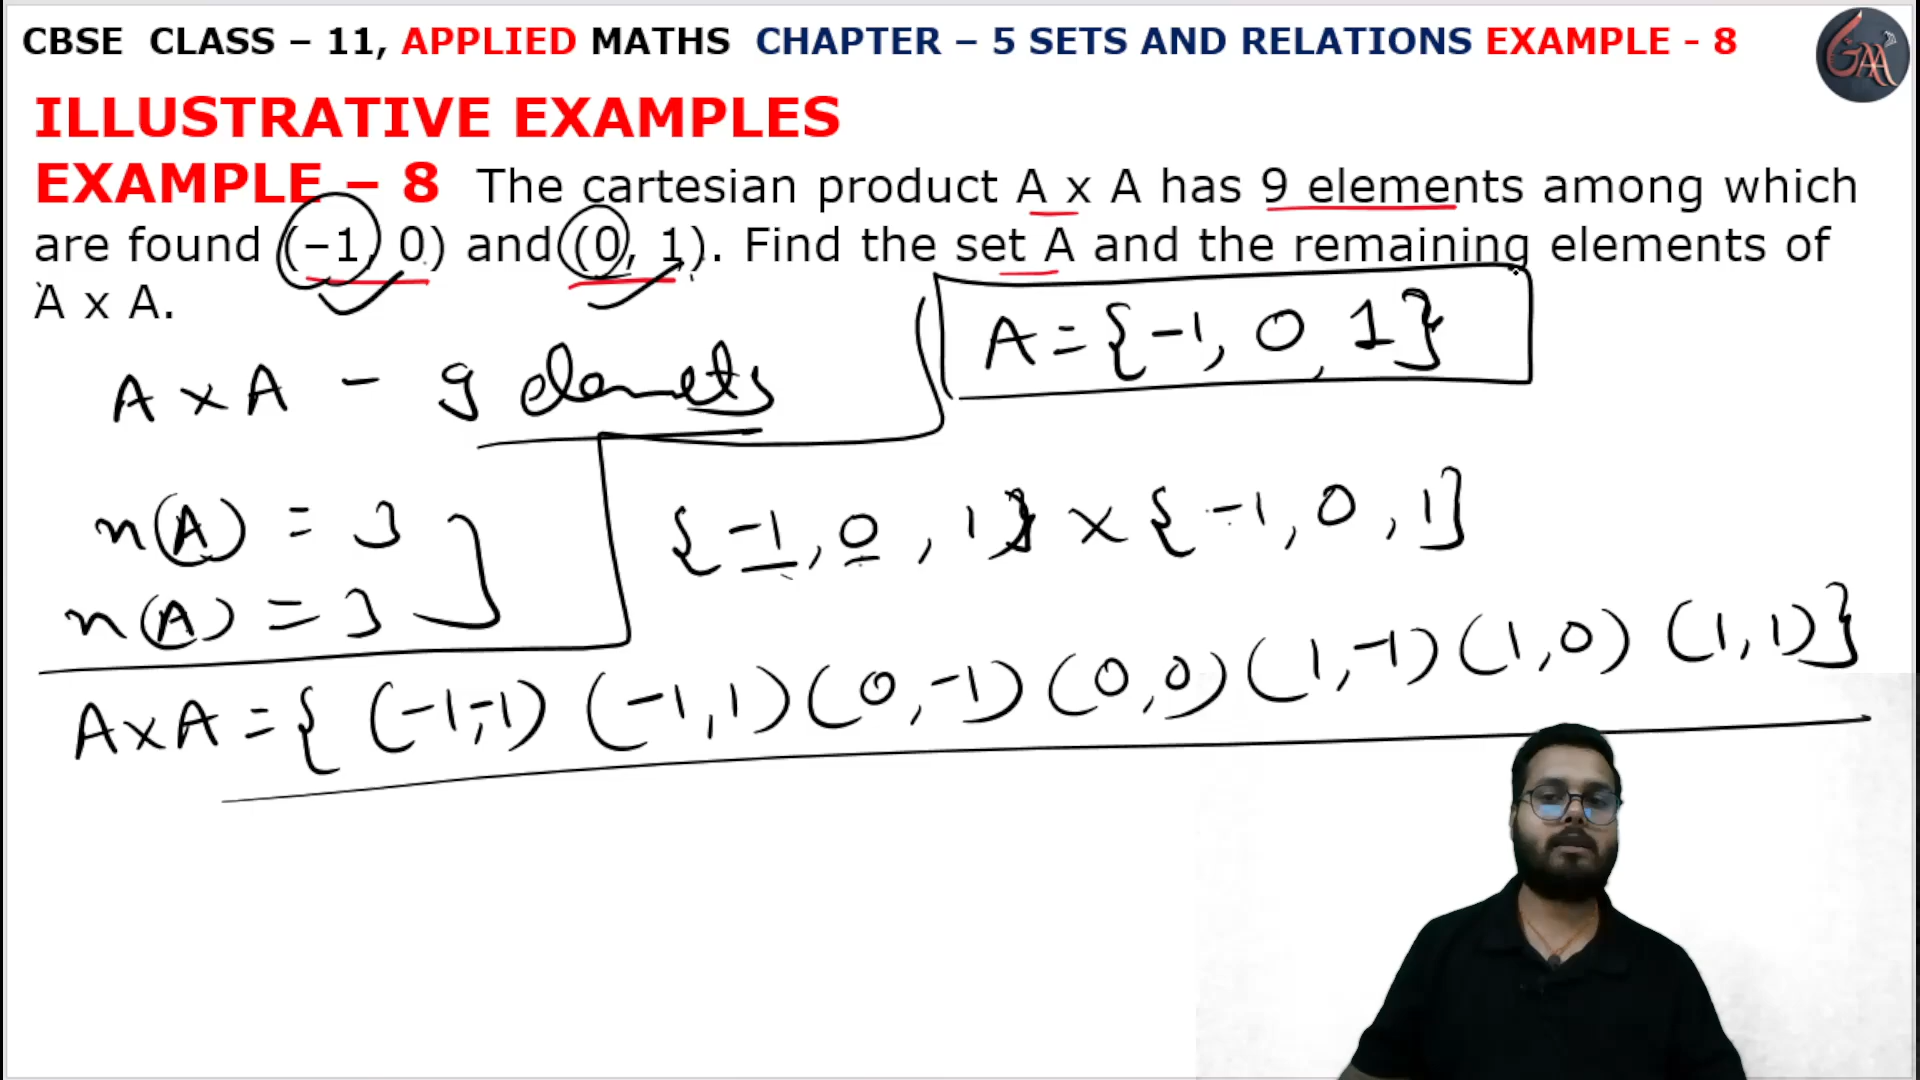 CBSE CLASS – 11, APPLIED MATHS CHAPTER – 5 SETS AND RELATIONS EXAMPLE - 8
ILLUSTRATIVE EXAMPLES
EXAMPLE – 8 The cartesian product A x A has 9 elements among which
are found (–1, 0) and (0, 1). Find the set A and the remaining elements of
A x A.
A = {-1, 0, 1}
A x A - 9 elements
n(A) = 3
n(A) = 3
{-1, 0, 1} x {-1, 0, 1}
A x A = { (-1,-1) (-1,1) (0,-1) (0,0) (1,-1) (1,0) (1,1)}